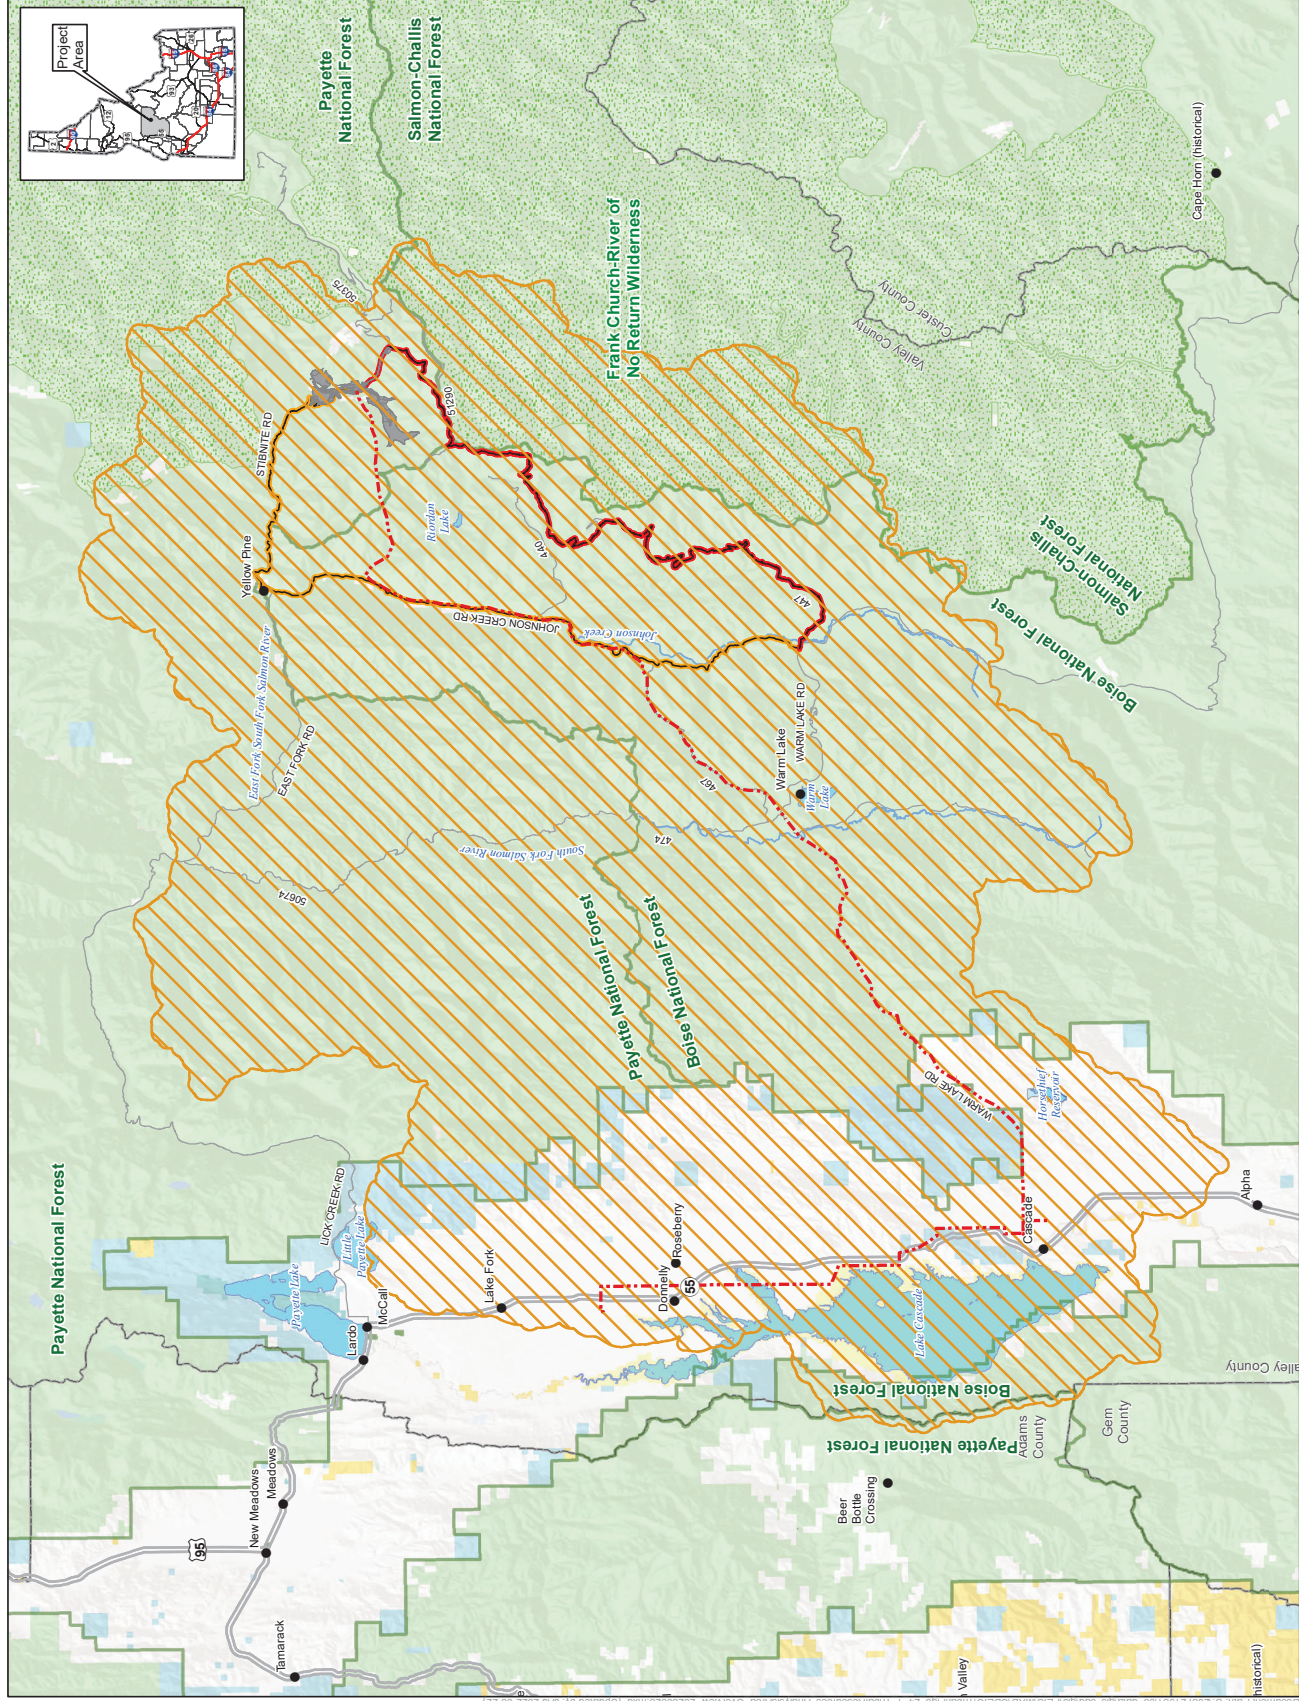 Project
Area
Payette
National Forest
Salmon-Challis
National Forest
Cape Horn (historical)
Frank Church-River of
No Return Wilderness
50375
Custer County
Valley County
STIBNITE RD
51290
Yellow Pine
Riordan
Lake
440
Salmon-Challis
National Forest
Boise National Forest
447
JOHNSON CREEK RD
Johnson Creek
East Fork South Fork Salmon River
EAST FORK RD
WARM LAKE RD
Warm Lake
Warm
Lake
467
474
South Fork Salmon River
50674
Payette National Forest
Boise National Forest
WARM LAKE RD
Horsethief
Reservoir
Payette National Forest
LICK CREEK RD
Little
Payette Lake
Payette Lake
McCall
Lardo
Lake Fork
Roseberry
Donnelly
55
Cascade
Alpha
Lake Cascade
Boise National Forest
Payette National Forest
alley County
Adams
County
Gem
County
Beer
Bottle
Crossing
Meadows
New Meadows
95
Tamarack
n Valley
historical)